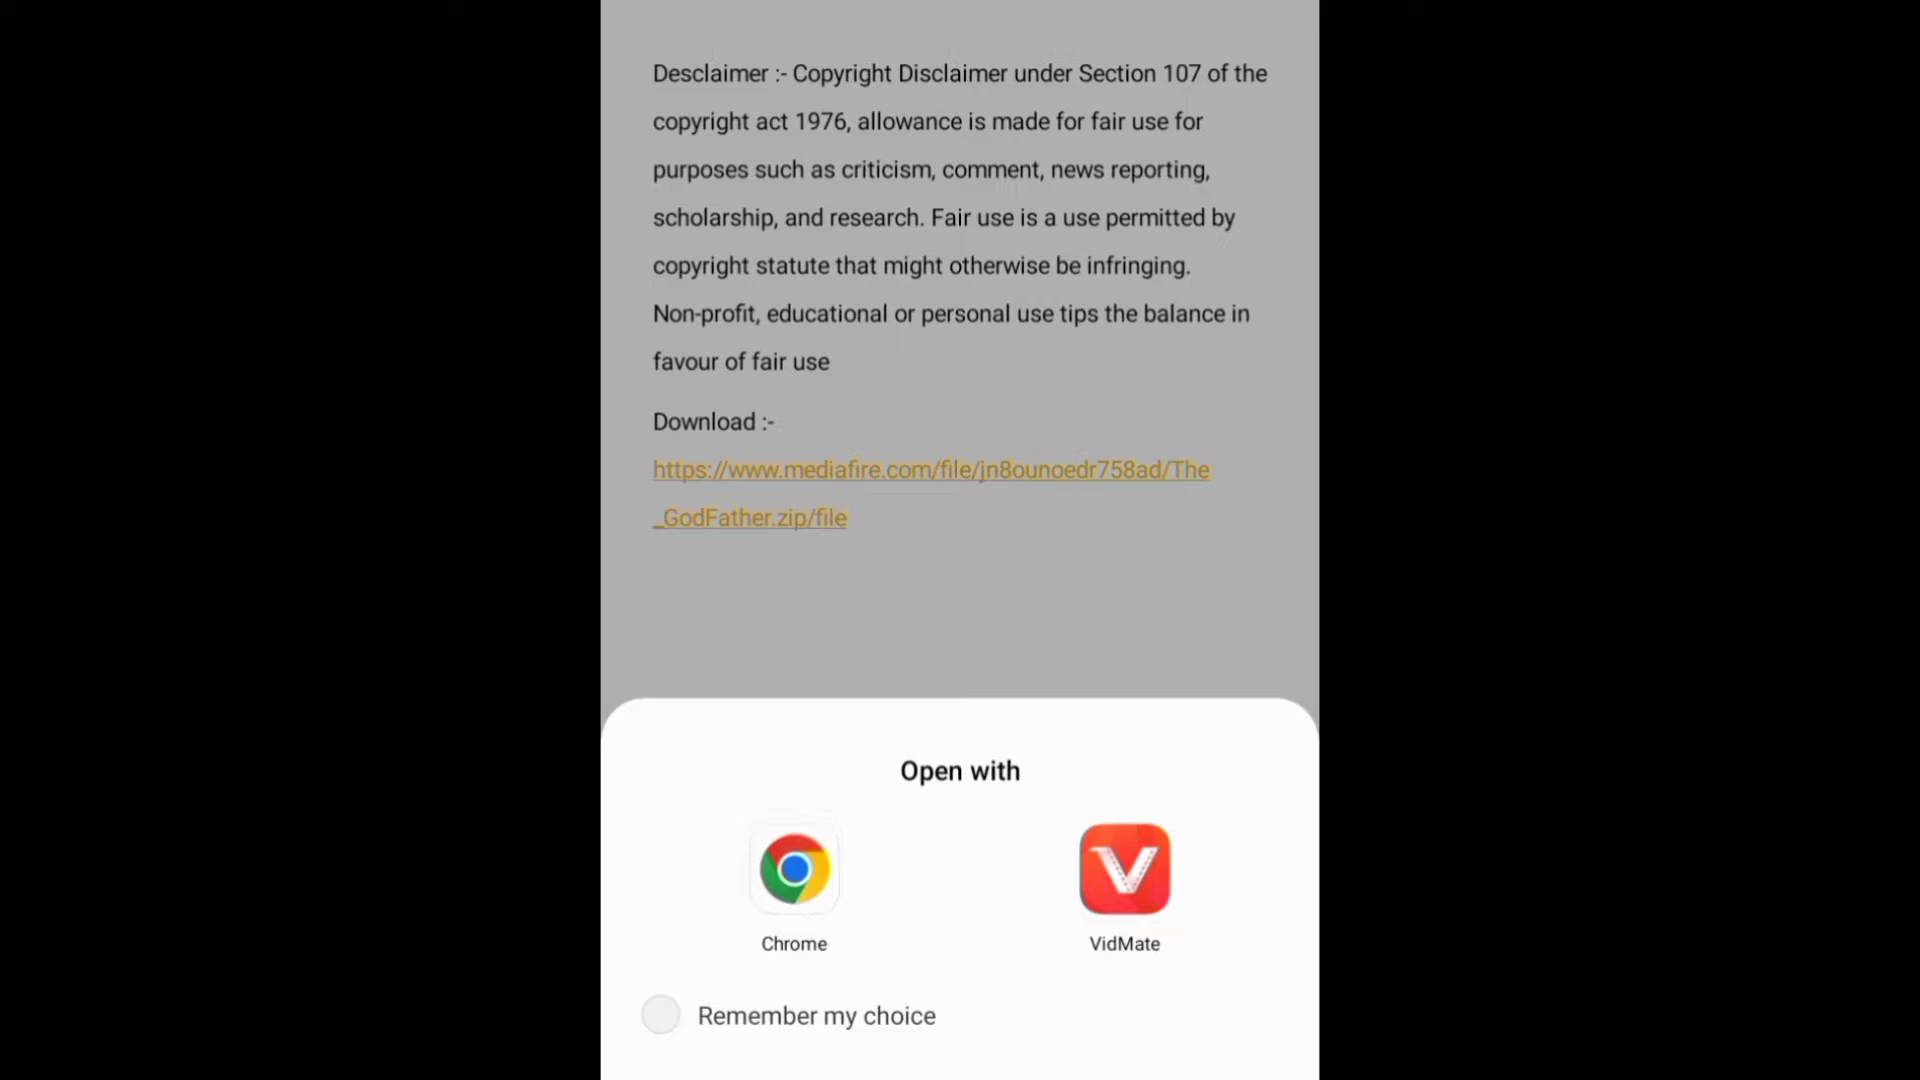 Desclaimer :- Copyright Disclaimer under Section 107 of the
copyright act 1976, allowance is made for fair use for
purposes such as criticism, comment, news reporting,
scholarship, and research. Fair use is a use permitted by
copyright statute that might otherwise be infringing.
Non-profit, educational or personal use tips the balance in
favour of fair use
Download :-
https://www.mediafire.com/file/jn8ounoedr758ad/The
_GodFather.zip/file
Open with
Chrome
VidMate
Remember my choice